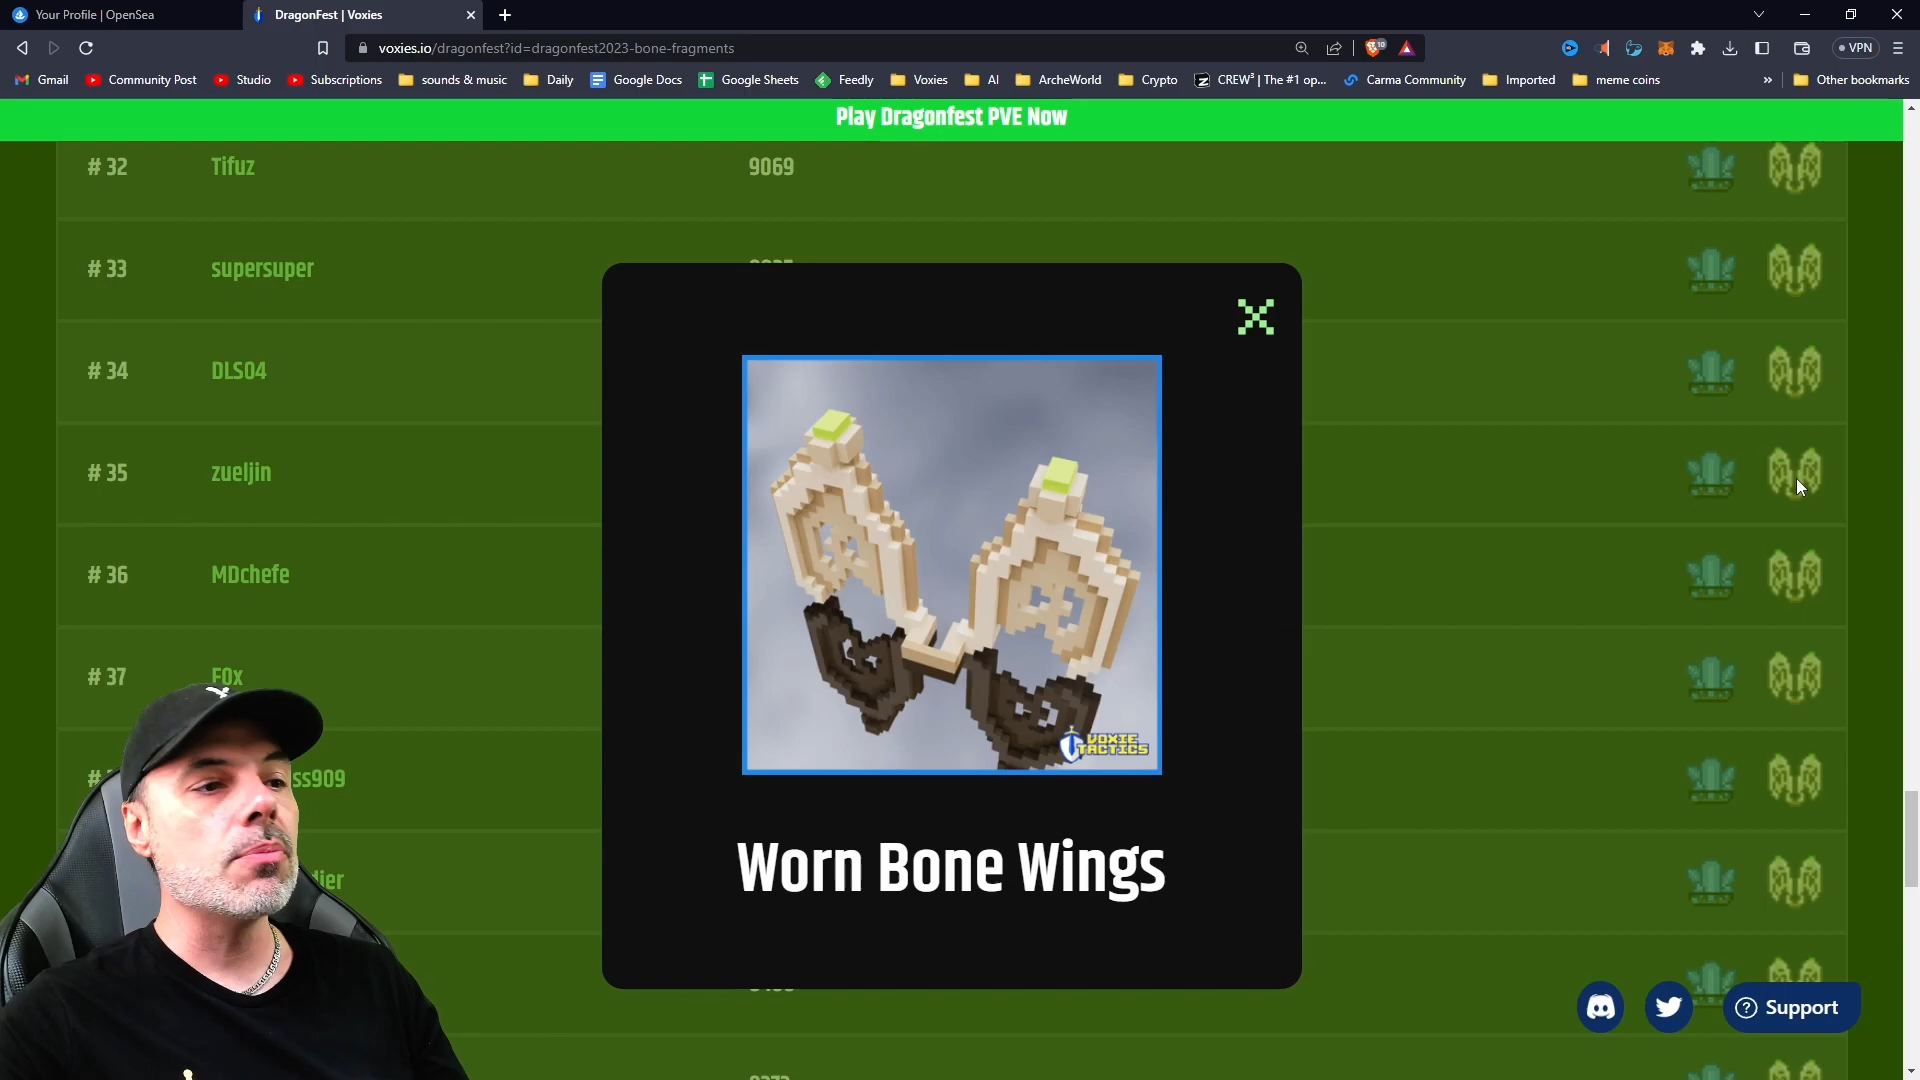 Your Profile | OpenSea
DragonFest | Voxies
voxies.io/dragonfest?id=dragonfest2023-bone-fragments
10
VPN
Gmail
Community Post
Studio
Subscriptions
sounds & music
Daily
Google Docs
Google Sheets
Feedly
Voxies
AI
ArcheWorld
Crypto
CREW³ | The #1 op...
Carma Community
Imported
meme coins
»
Other bookmarks
Play Dragonfest PVE Now
# 32 Tifuz 9069
# 33 supersuper
# 34 DLS04
# 35 zueljin
# 36 MDchefe
# 37 F0x
ss909
VOXIE
TACTICS
Worn Bone Wings
Support